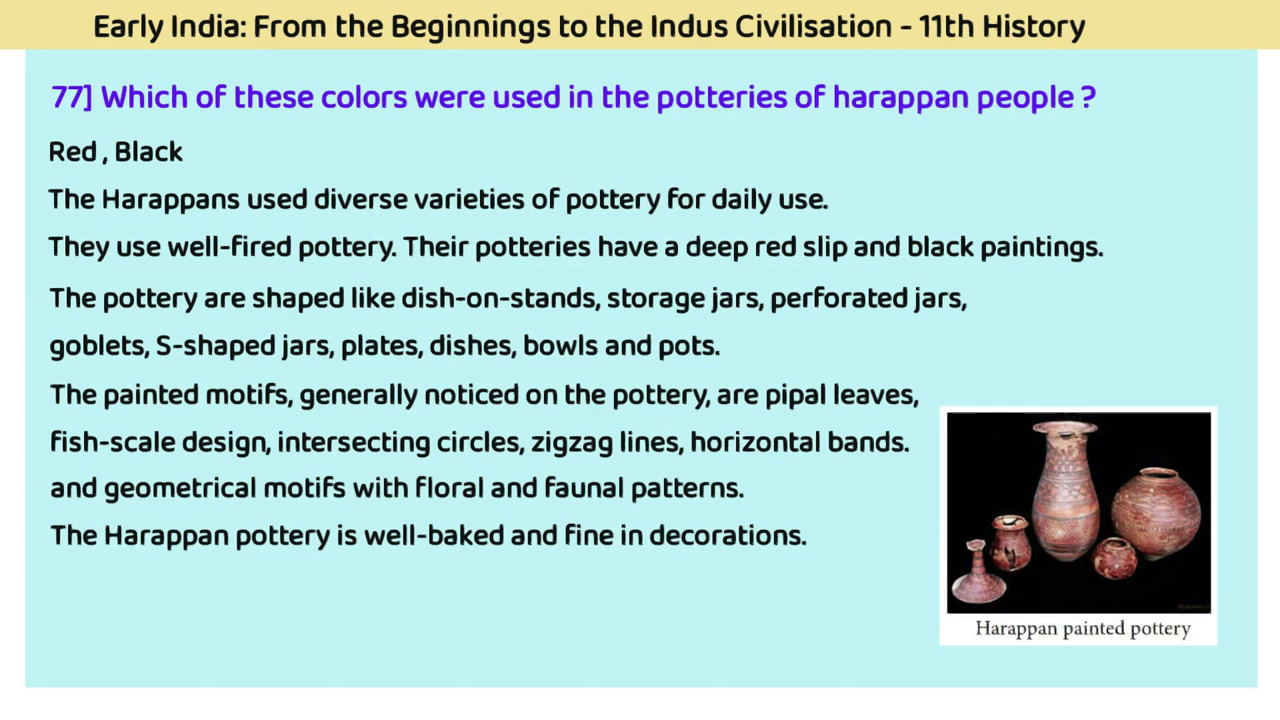 Early India: From the Beginnings to the Indus Civilisation - 11th History
77] Which of these colors were used in the potteries of harappan people ?
Red , Black
The Harappans used diverse varieties of pottery for daily use.
They use well-fired pottery. Their potteries have a deep red slip and black paintings.
The pottery are shaped like dish-on-stands, storage jars, perforated jars,
goblets, S-shaped jars, plates, dishes, bowls and pots.
The painted motifs, generally noticed on the pottery, are pipal leaves,
fish-scale design, intersecting circles, zigzag lines, horizontal bands.
and geometrical motifs with floral and faunal patterns.
The Harappan pottery is well-baked and fine in decorations.
Harappan painted pottery